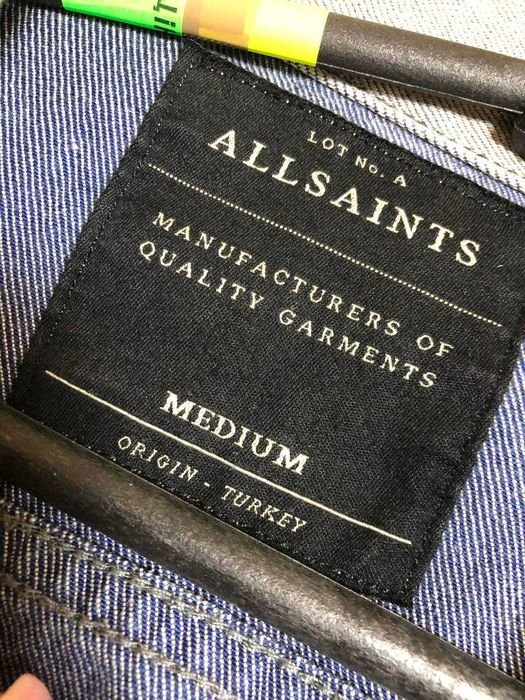 LOT No. A
ALLSAINTS
MANUFACTURERS OF
QUALITY GARMENTS
MEDIUM
ORIGIN - TURKEY